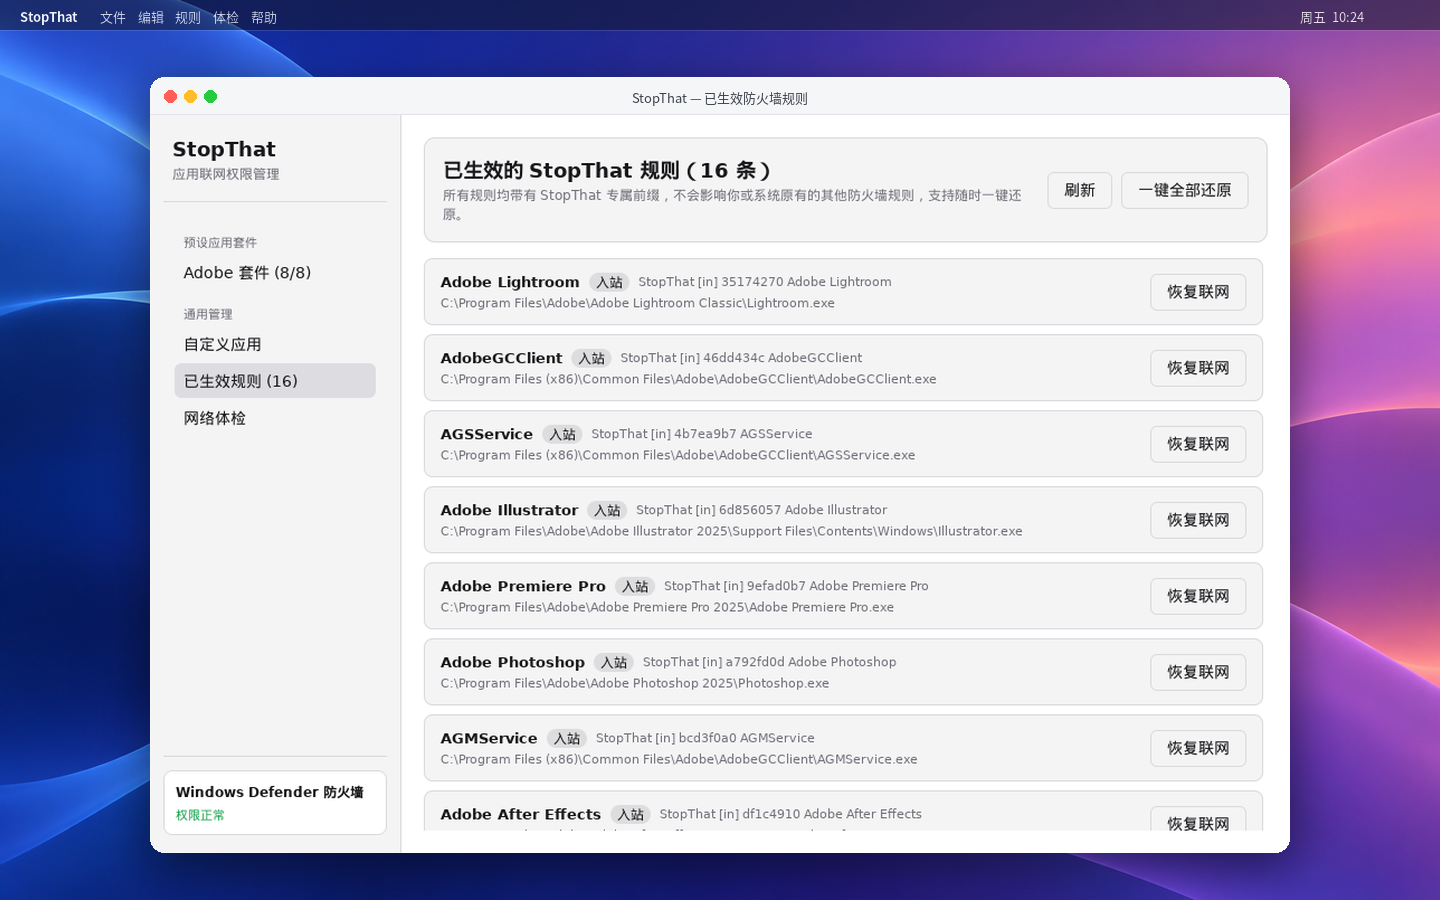 StopThat 文件 编辑 规则 体检 帮助 周五 10:24
StopThat — 已生效防火墙规则
StopThat
应用联网权限管理
预设应用套件
Adobe 套件 (8/8)
通用管理
自定义应用
已生效规则 (16)
网络体检
Windows Defender 防火墙
权限正常
已生效的 StopThat 规则（16 条）
所有规则均带有 StopThat 专属前缀，不会影响你或系统原有的其他防火墙规则，支持随时一键还
原。
刷新 一键全部还原
Adobe Lightroom 入站 StopThat [in] 35174270 Adobe Lightroom
C:\Program Files\Adobe\Adobe Lightroom Classic\Lightroom.exe
恢复联网
AdobeGCClient 入站 StopThat [in] 46dd434c AdobeGCClient
C:\Program Files (x86)\Common Files\Adobe\AdobeGCClient\AdobeGCClient.exe
恢复联网
AGSService 入站 StopThat [in] 4b7ea9b7 AGSService
C:\Program Files (x86)\Common Files\Adobe\AdobeGCClient\AGSService.exe
恢复联网
Adobe Illustrator 入站 StopThat [in] 6d856057 Adobe Illustrator
C:\Program Files\Adobe\Adobe Illustrator 2025\Support Files\Contents\Windows\Illustrator.exe
恢复联网
Adobe Premiere Pro 入站 StopThat [in] 9efad0b7 Adobe Premiere Pro
C:\Program Files\Adobe\Adobe Premiere Pro 2025\Adobe Premiere Pro.exe
恢复联网
Adobe Photoshop 入站 StopThat [in] a792fd0d Adobe Photoshop
C:\Program Files\Adobe\Adobe Photoshop 2025\Photoshop.exe
恢复联网
AGMService 入站 StopThat [in] bcd3f0a0 AGMService
C:\Program Files (x86)\Common Files\Adobe\AdobeGCClient\AGMService.exe
恢复联网
Adobe After Effects 入站 StopThat [in] df1c4910 Adobe After Effects
恢复联网